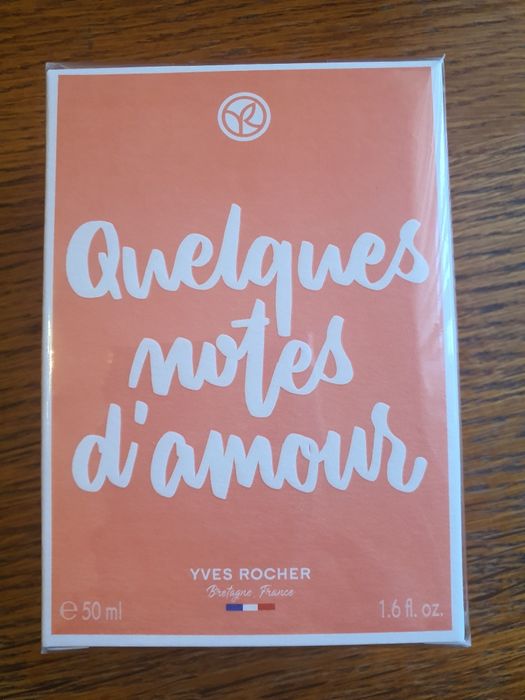 Quelques
notes
d'amour
YVES ROCHER
Bretagne, France
e 50 ml
1.6 fl. oz.